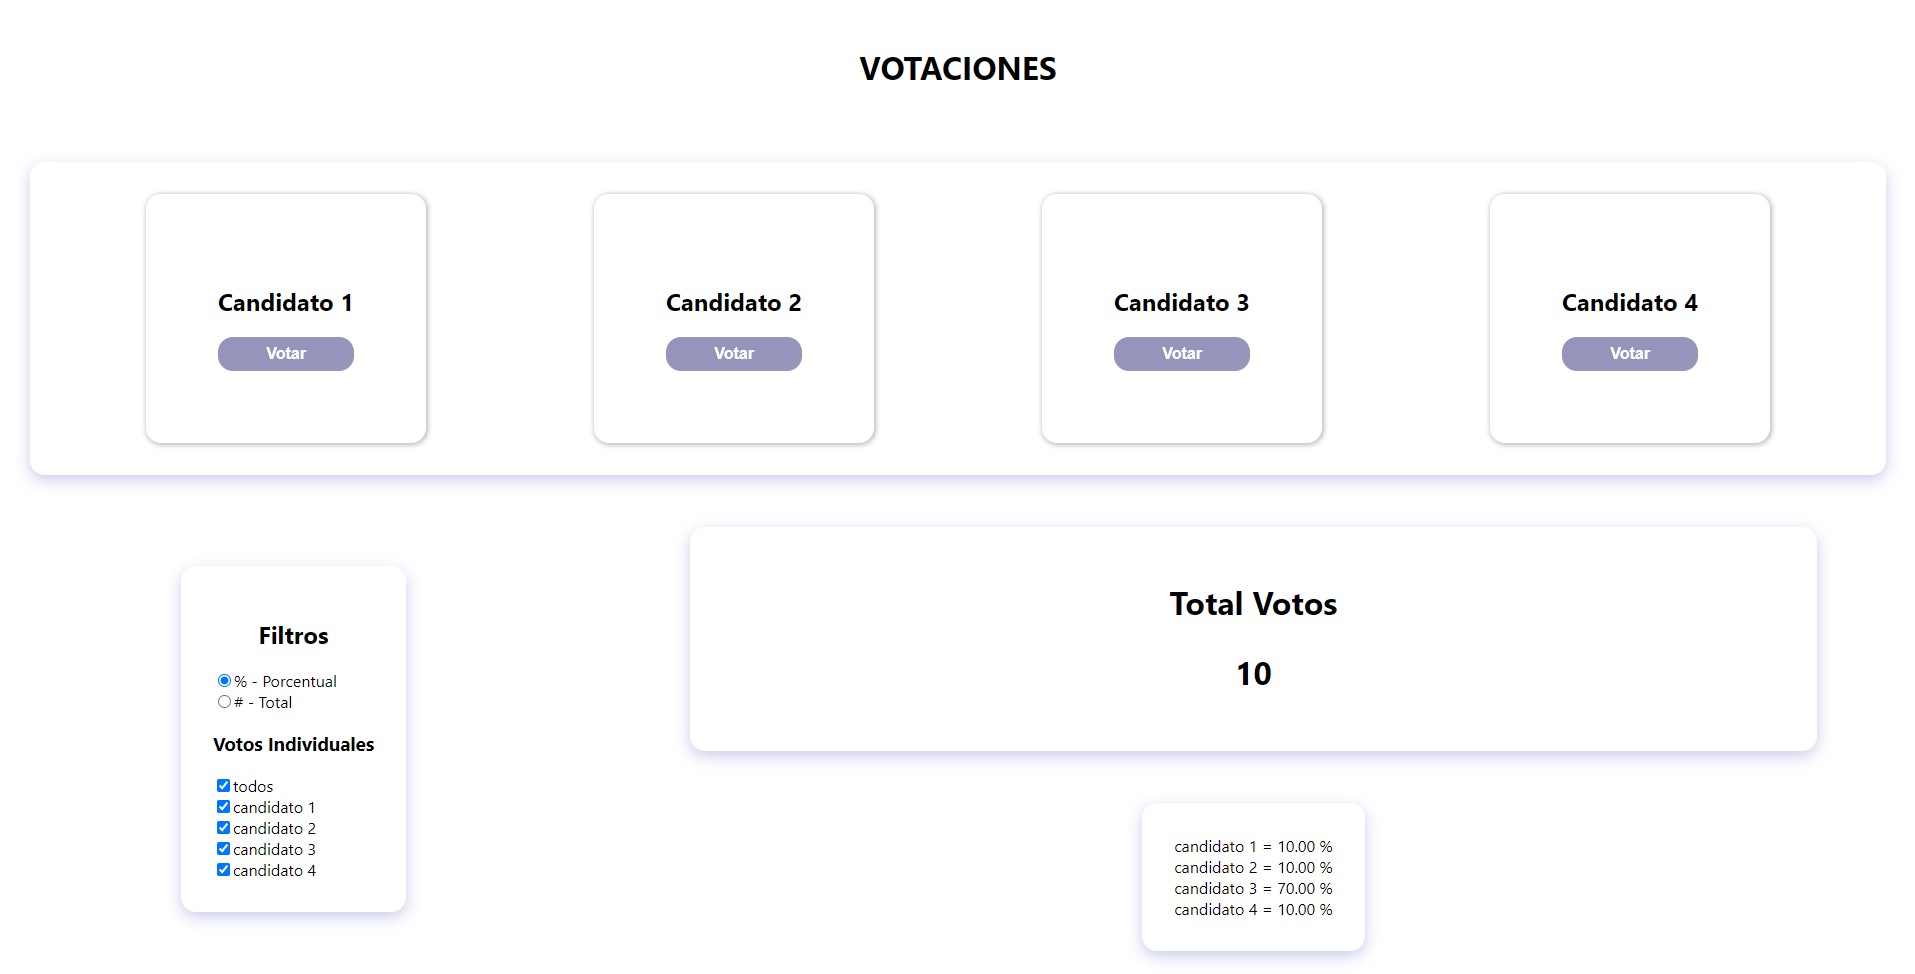 VOTACIONES
Candidato 1
Votar
Candidato 2
Votar
Candidato 3
Votar
Candidato 4
Votar
Filtros
% - Porcentual
# - Total
Votos Individuales
todos
candidato 1
candidato 2
candidato 3
candidato 4
Total Votos
10
candidato 1 = 10.00 %
candidato 2 = 10.00 %
candidato 3 = 70.00 %
candidato 4 = 10.00 %